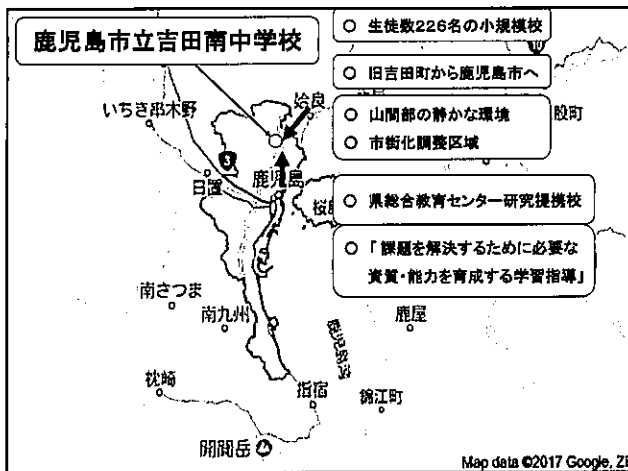 鹿児島市立吉田南中学校
○ 生徒数226名の小規模校
○ 旧吉田町から鹿児島市へ
○ 山間部の静かな環境
○ 市街化調整区域
○ 県総合教育センター研究提携校
○ 「課題を解決するために必要な
資質・能力を育成する学習指導」
姶良
いちき串木野
股町
3
日置
鹿児島
桜島
南さつま
南九州
鹿屋
鹿児島湾
枕崎
指宿
錦江町
開聞岳
Map data ©2017 Google, ZE